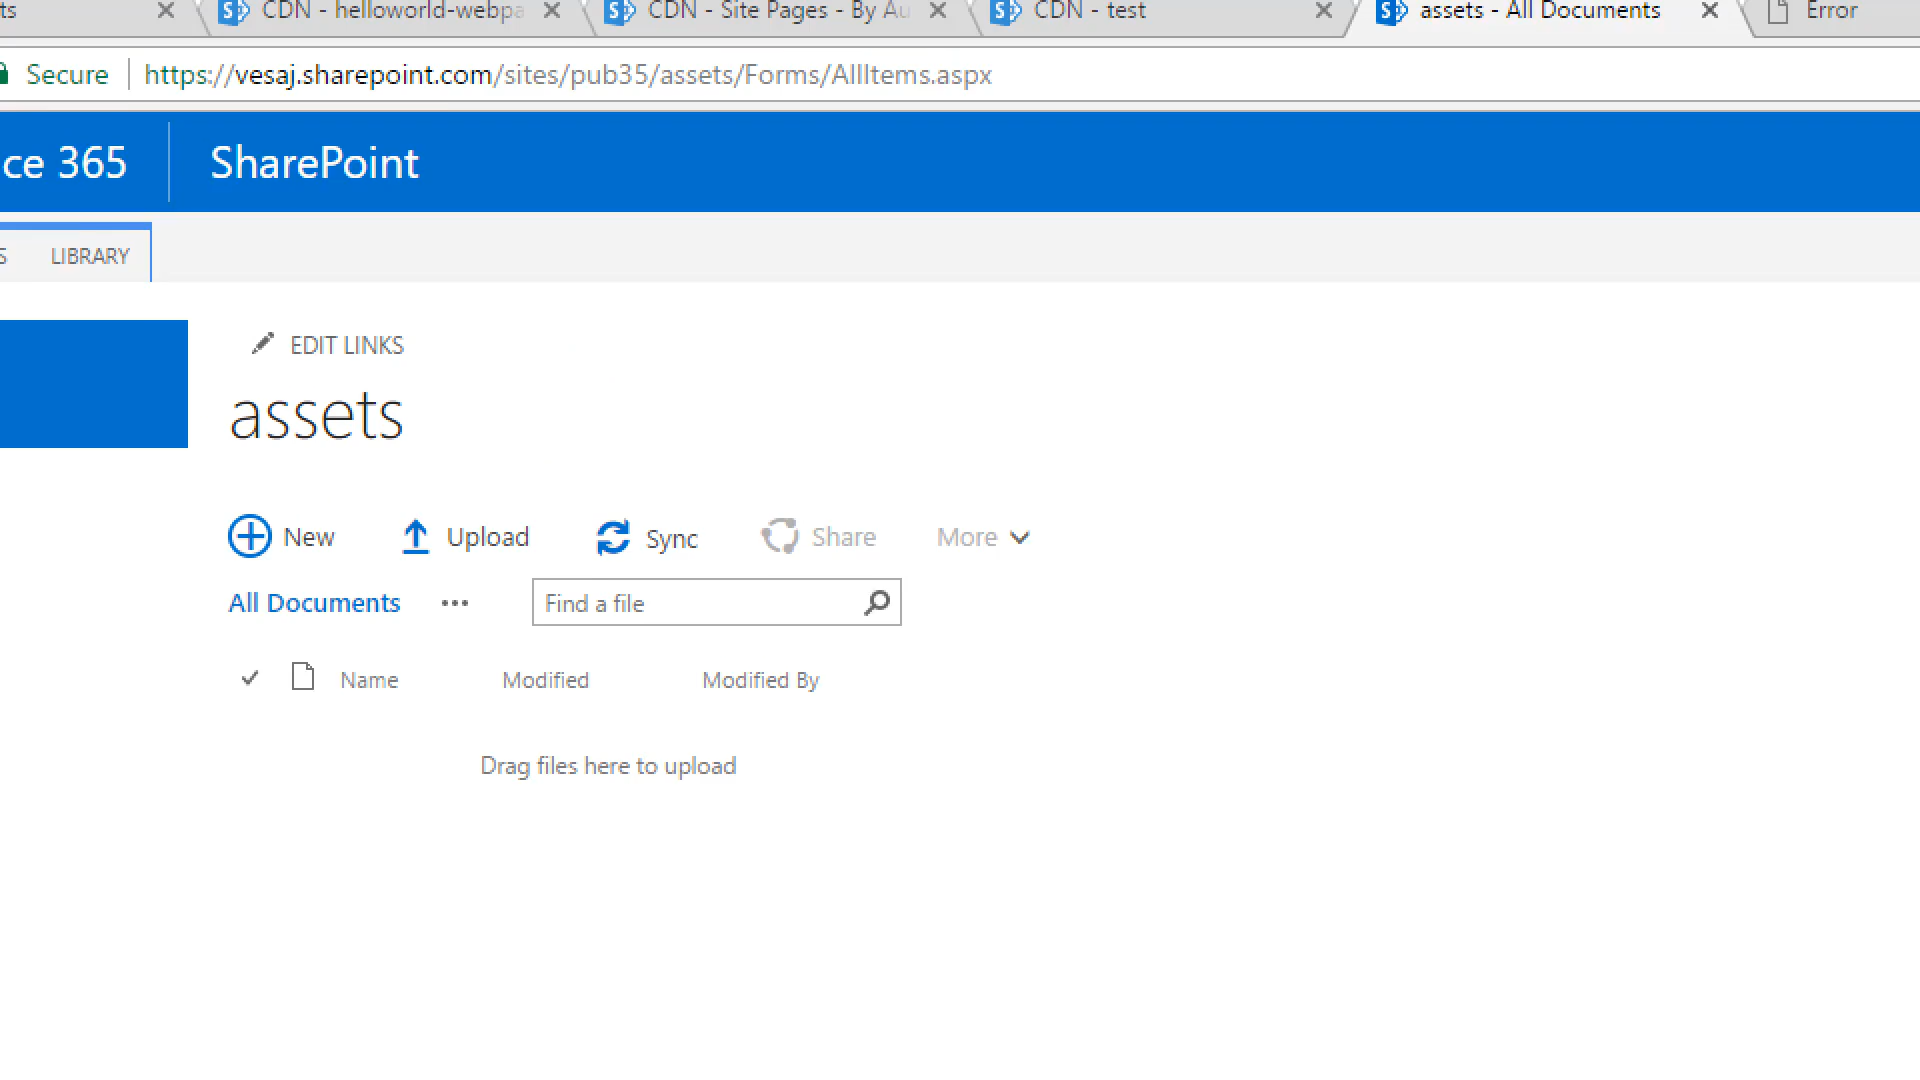 ts
CDN - helloworld-webpa
CDN - Site Pages - By Au
CDN - test
assets - All Documents
Error
Secure
https://vesaj.sharepoint.com/sites/pub35/assets/Forms/AllItems.aspx
ce 365
SharePoint
S
LIBRARY
EDIT LINKS
assets
New
Upload
Sync
Share
More
All Documents
Find a file
Name
Modified
Modified By
Drag files here to upload